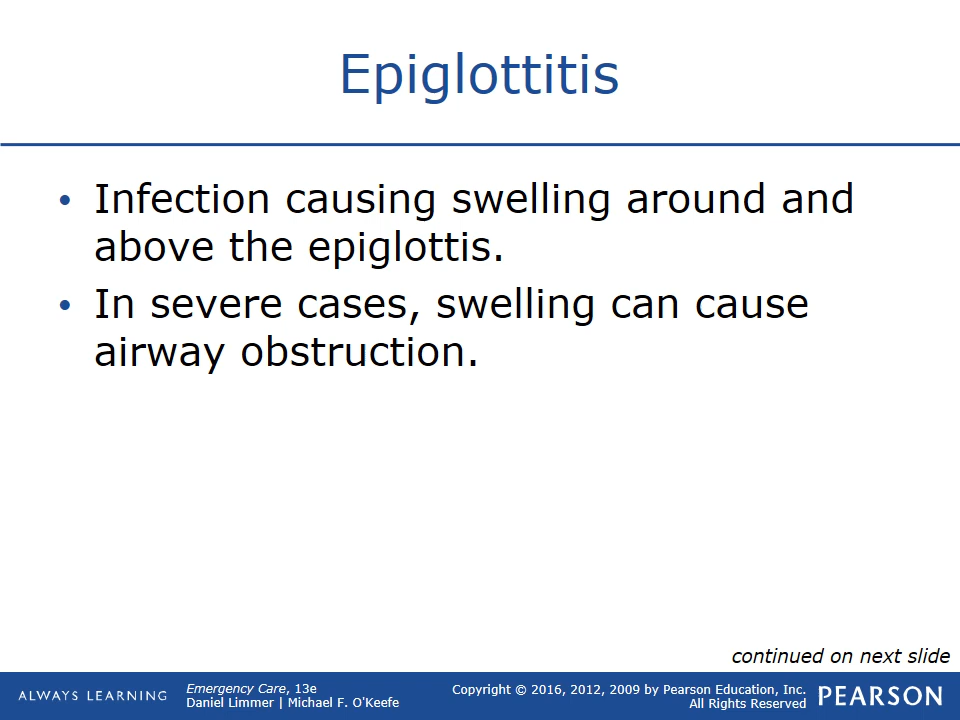 Epiglottitis
• Infection causing swelling around and
above the epiglottis.
• In severe cases, swelling can cause
airway obstruction.
continued on next slide
ALWAYS LEARNING
Emergency Care, 13e
Daniel Limmer | Michael F. O'Keefe
Copyright © 2016, 2012, 2009 by Pearson Education, Inc.
All Rights Reserved
PEARSON